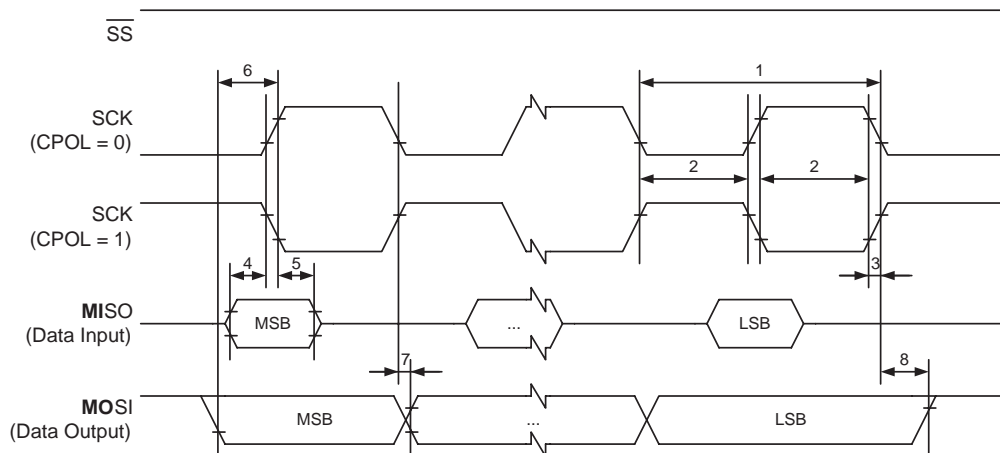 SS
6
1
SCK
(CPOL = 0)
2
2
SCK
(CPOL = 1)
4
5
3
MISO
(Data Input)
MSB
...
LSB
7
8
MOSI
(Data Output)
MSB
...
LSB